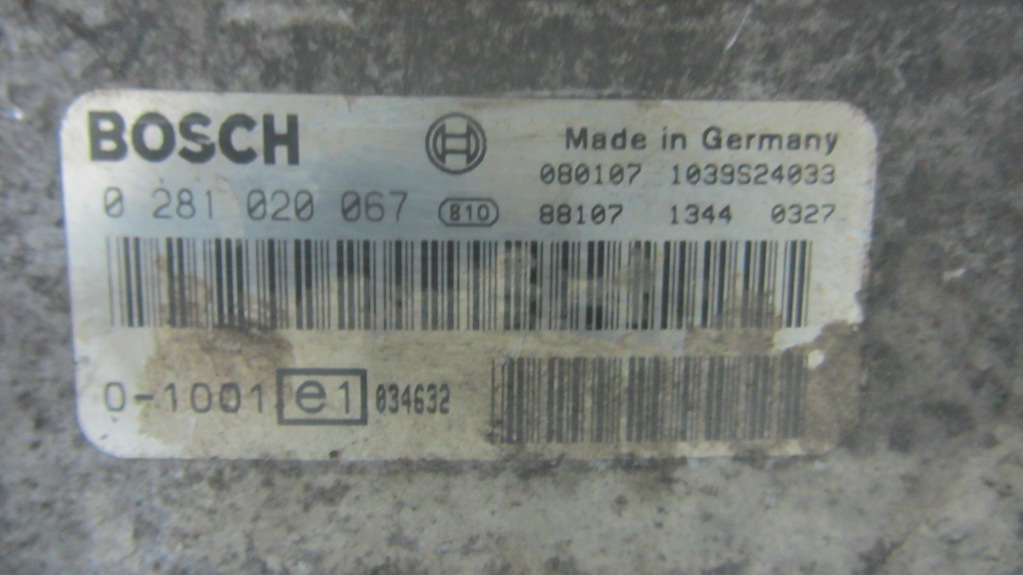 BOSCH Made in Germany
080107 1039S24033
0 281 020 067 810 88107 1344 0327
0-1001 e1 034632